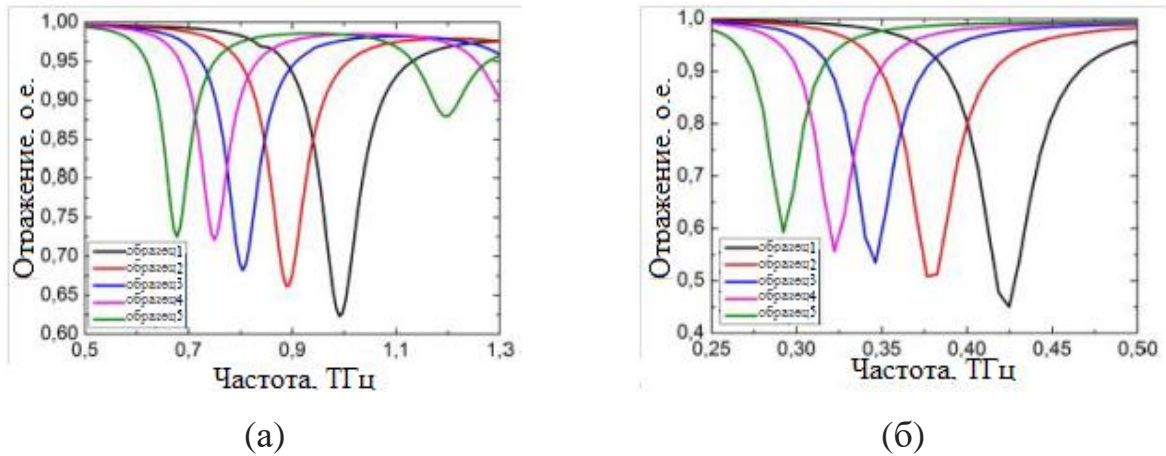 1,00
0,95
0,90
0,85
0,80
0,75
0,70
0,65
0,60
Отражение, о.е.
образец1
образец2
образец3
образец4
образец5
0,5 0,7 0,9 1,1 1,3
Частота, ТГц
(а)
1,0
0,9
0,8
0,7
0,6
0,5
0,4
Отражение, о.е.
образец1
образец2
образец3
образец4
образец5
0,25 0,30 0,35 0,40 0,45 0,50
Частота, ТГц
(б)